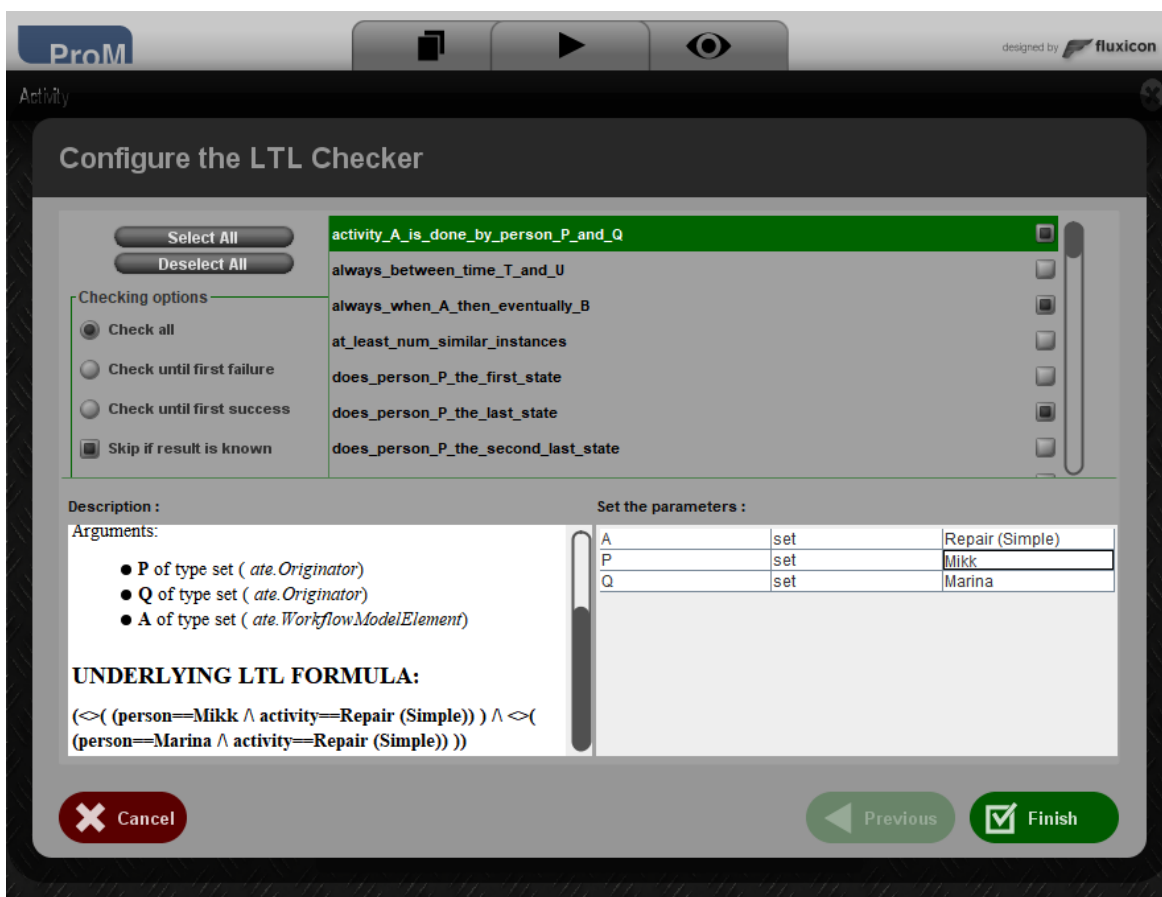 ProM
designed by fluxicon
Activity
Configure the LTL Checker
Select All
Deselect All
Checking options
Check all
Check until first failure
Check until first success
Skip if result is known
activity_A_is_done_by_person_P_and_Q
always_between_time_T_and_U
always_when_A_then_eventually_B
at_least_num_similar_instances
does_person_P_the_first_state
does_person_P_the_last_state
does_person_P_the_second_last_state
Description :
Arguments:
● P of type set ( ate.Originator)
● Q of type set ( ate.Originator)
● A of type set ( ate.WorkflowModelElement)
UNDERLYING LTL FORMULA:
(<>( (person==Mikk /\ activity==Repair (Simple)) ) /\ <>(
(person==Marina /\ activity==Repair (Simple)) ))
Set the parameters :
A set Repair (Simple)
P set Mikk
Q set Marina
Cancel
Previous
Finish